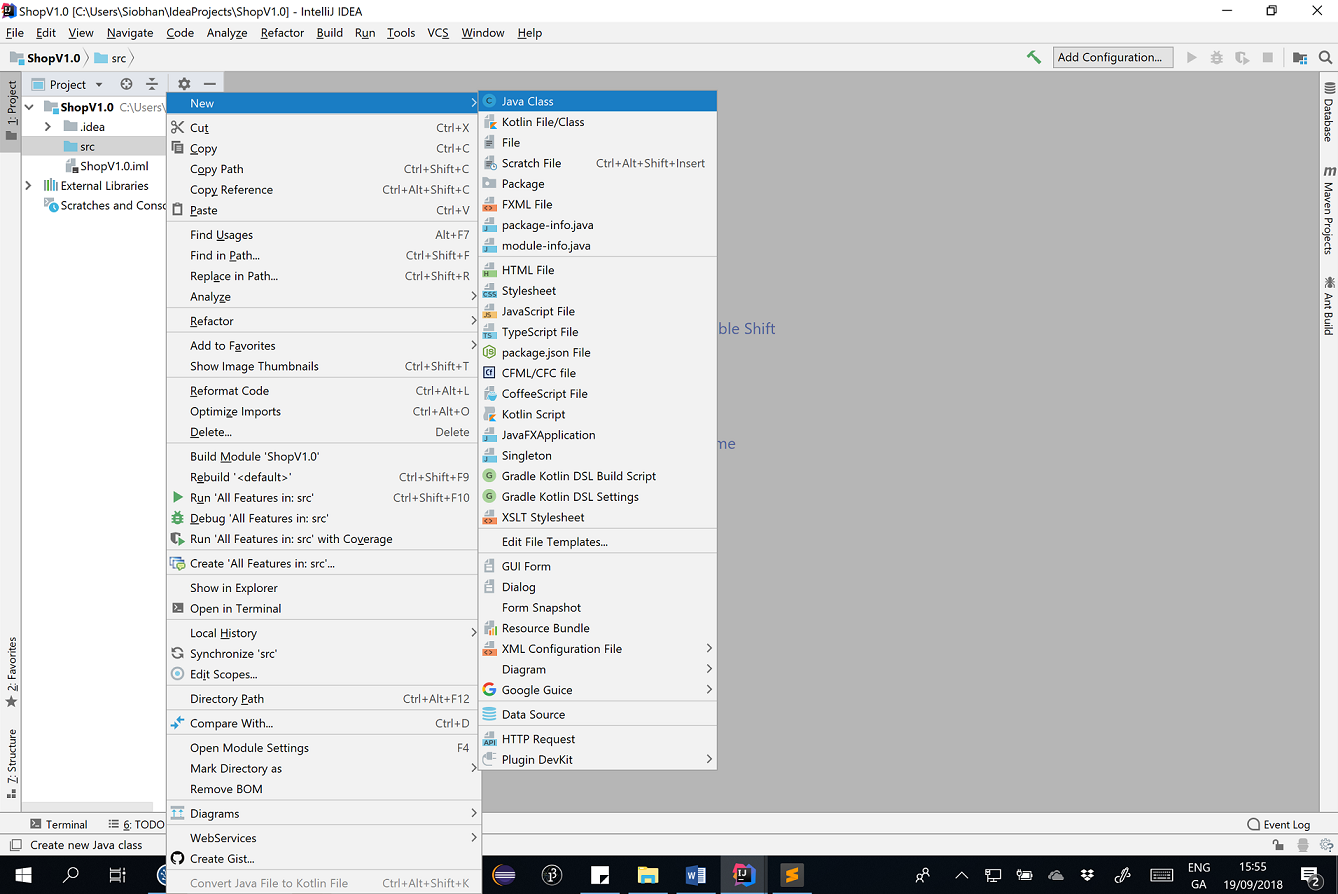 ShopV1.0 [C:\Users\Siobhan\IdeaProjects\ShopV1.0] - IntelliJ IDEA
File Edit View Navigate Code Analyze Refactor Build Run Tools VCS Window Help
ShopV1.0 src Add Configuration...
1: Project
2: Favorites
7: Structure
Project
ShopV1.0 C:\Users\
.idea
src
ShopV1.0.iml
External Libraries
Scratches and Conso
New
Cut Ctrl+X
Copy Ctrl+C
Copy Path Ctrl+Shift+C
Copy Reference Ctrl+Alt+Shift+C
Paste Ctrl+V
Find Usages Alt+F7
Find in Path... Ctrl+Shift+F
Replace in Path... Ctrl+Shift+R
Analyze
Refactor
Add to Favorites
Show Image Thumbnails Ctrl+Shift+T
Reformat Code Ctrl+Alt+L
Optimize Imports Ctrl+Alt+O
Delete... Delete
Build Module 'ShopV1.0'
Rebuild '<default>' Ctrl+Shift+F9
Run 'All Features in: src' Ctrl+Shift+F10
Debug 'All Features in: src'
Run 'All Features in: src' with Coverage
Create 'All Features in: src'...
Show in Explorer
Open in Terminal
Local History
Synchronize 'src'
Edit Scopes...
Directory Path Ctrl+Alt+F12
Compare With... Ctrl+D
Open Module Settings F4
Mark Directory as
Remove BOM
Diagrams
WebServices
Create Gist...
Convert Java File to Kotlin File Ctrl+Alt+Shift+K
Java Class
Kotlin File/Class
File
Scratch File Ctrl+Alt+Shift+Insert
Package
FXML File
package-info.java
module-info.java
HTML File
Stylesheet
JavaScript File
TypeScript File
package.json File
CFML/CFC file
CoffeeScript File
Kotlin Script
JavaFXApplication
Singleton
Gradle Kotlin DSL Build Script
Gradle Kotlin DSL Settings
XSLT Stylesheet
Edit File Templates...
GUI Form
Dialog
Form Snapshot
Resource Bundle
XML Configuration File
Diagram
Google Guice
Data Source
HTTP Request
Plugin DevKit
ble Shift
me
Database
Maven Projects
Ant Build
Terminal 6: TODO Event Log
Create new Java class
ENG
GA
15:55
19/09/2018
2